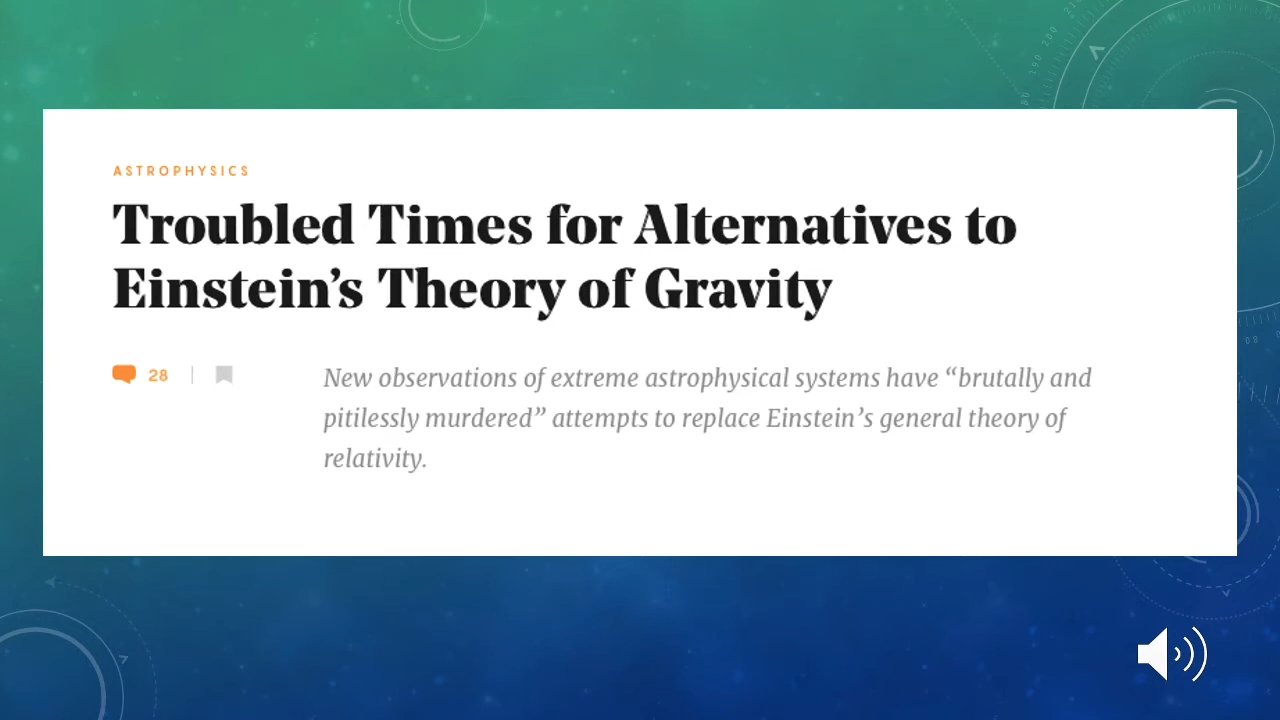 ASTROPHYSICS
Troubled Times for Alternatives to
Einstein’s Theory of Gravity
28
New observations of extreme astrophysical systems have “brutally and
pitilessly murdered” attempts to replace Einstein’s general theory of
relativity.